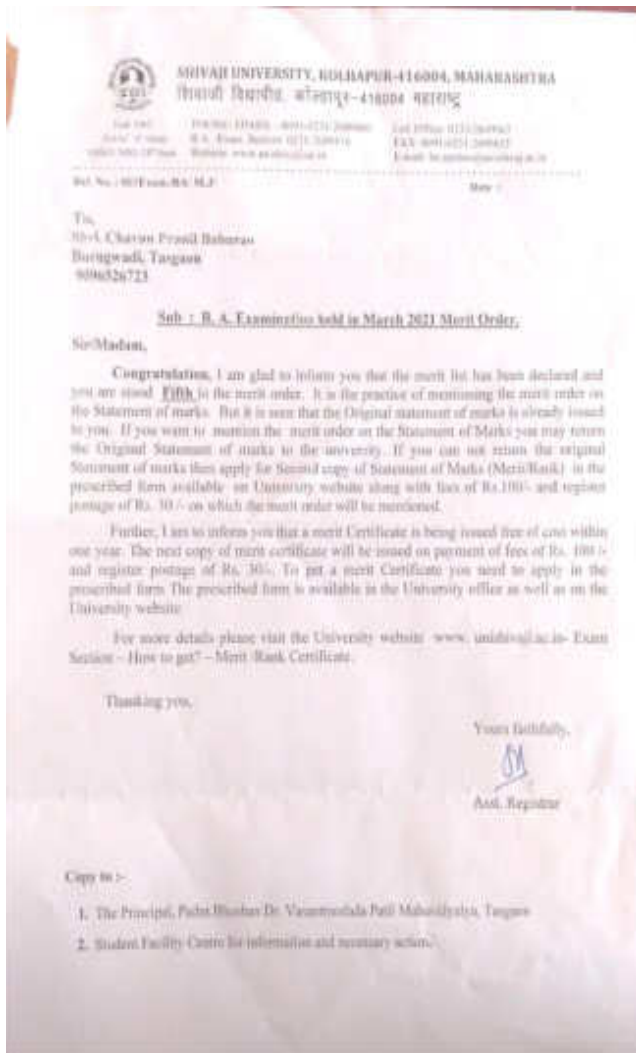 SHIVAJI UNIVERSITY, KOLHAPUR-416004, MAHARASHTRA
शिवाजी विद्यापीठ, कोल्हापूर-416004 महाराष्ट्र
To,
Chavan
Borugwadi, Tasgaon
9096526723
Sub : B. A. Examination held in March 2021 Merit Order.
Sir/Madam,
Congratulation, I am glad to inform you that the merit list has been declared and
you are stood Fifth in the merit order. It is the practice of mentioning the merit order on
the Statement of marks. But it is seen that the Original statement of marks is already issued
to you. If you want to mention the merit order on the Statement of Marks you may return
the Original Statement of marks to the university. If you can not return the original
Statement of marks then apply for Second copy of Statement of Marks (Merit/Rank) in the
prescribed form available on University website along with fees of Rs.100/- and register
postage of Rs. 30/- on which the merit order will be mentioned.
Further, I am to inform you that a merit Certificate is being issued free of cost within
one year. The next copy of merit certificate will be issued on payment of fees of Rs. 100/-
and register postage of Rs. 30/-. To get a merit Certificate you need to apply in the
prescribed form The prescribed form is available in the University office as well as on the
University website
For more details please visit the University website www. unishivaji.ac.in- Exam
Section – How to get? – Merit /Rank Certificate.
Thanking you,
Yours faithfully,
Asst. Registrar
Copy to :-
1. The Principal, Padma Bhushan Dr. Vasantraodada Patil Mahavidyalya, Tasgaon
2. Student Facility Centre for information and necessary action.